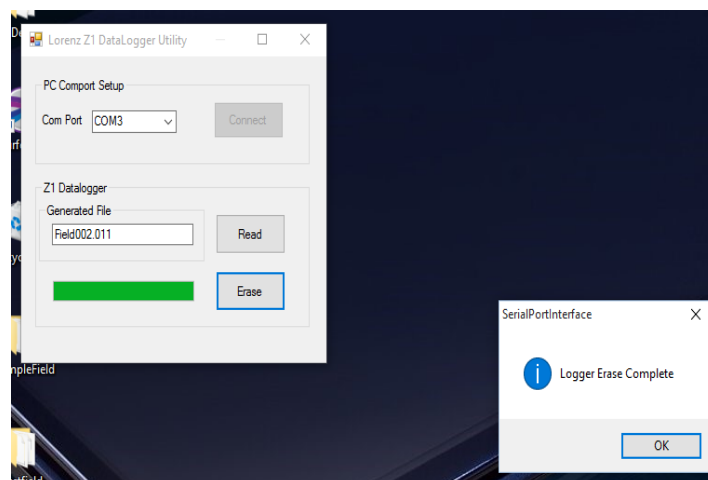 Lorenz Z1 DataLogger Utility
PC Comport Setup
Com Port COM3 Connect
Z1 Datalogger
Generated File
Field002.011 Read
Erase
SerialPortInterface
Logger Erase Complete
OK